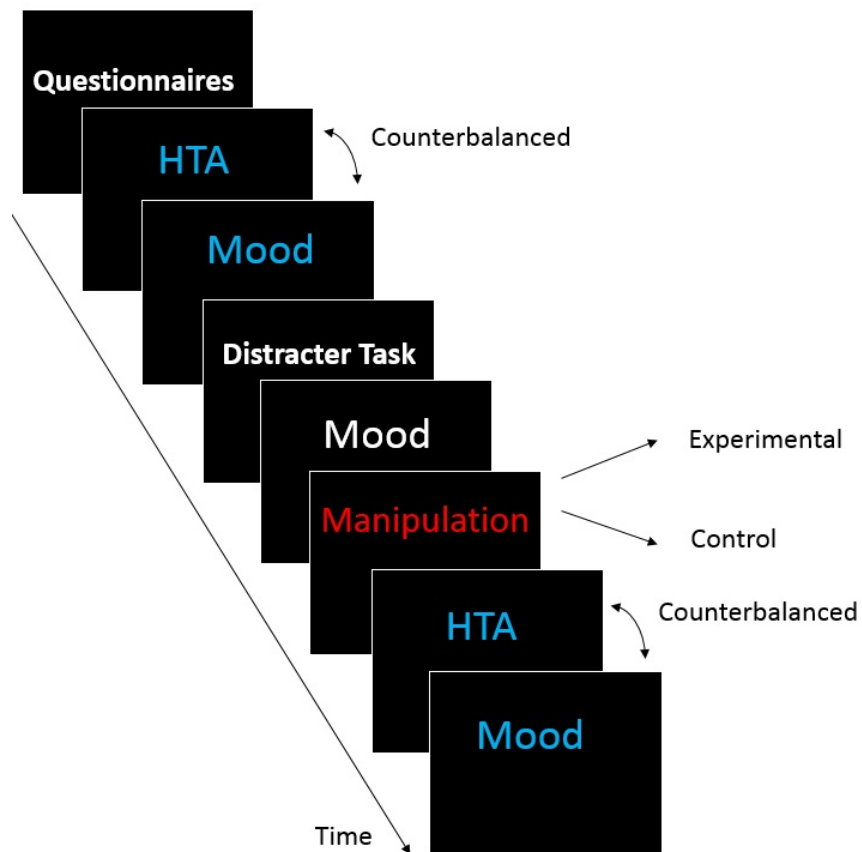 Questionnaires
Counterbalanced
HTA
Mood
Distracter Task
Mood
Experimental
Manipulation
Control
Counterbalanced
HTA
Mood
Time